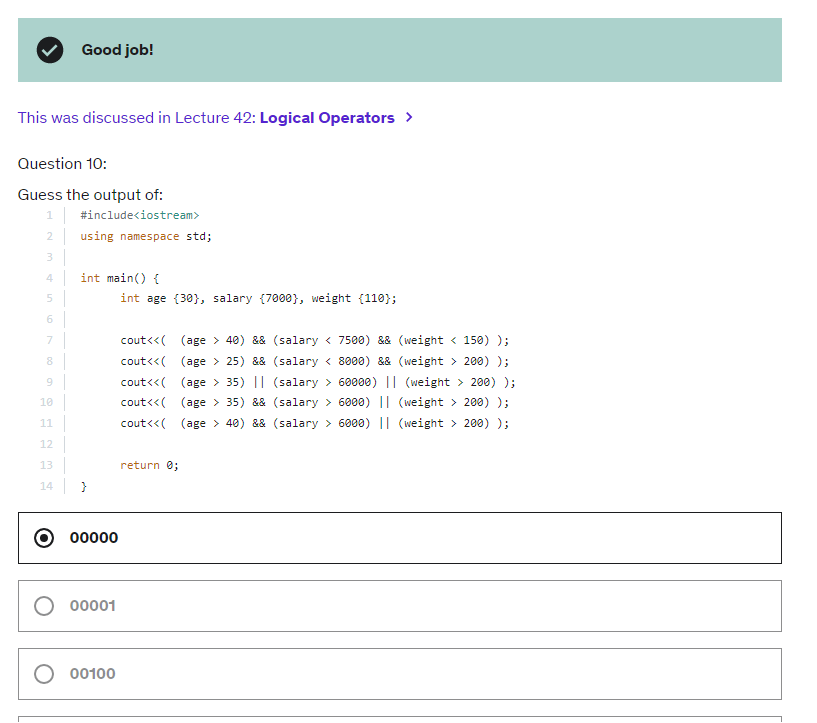 Good job!
This was discussed in Lecture 42: Logical Operators >
Question 10:
Guess the output of:
1 #include<iostream>
2 using namespace std;
3
4 int main() {
5 int age {30}, salary {7000}, weight {110};
6
7 cout<<( (age > 40) && (salary < 7500) && (weight < 150) );
8 cout<<( (age > 25) && (salary < 8000) && (weight > 200) );
9 cout<<( (age > 35) || (salary > 60000) || (weight > 200) );
10 cout<<( (age > 35) && (salary > 6000) || (weight > 200) );
11 cout<<( (age > 40) && (salary > 6000) || (weight > 200) );
12
13 return 0;
14 }
00000
00001
00100